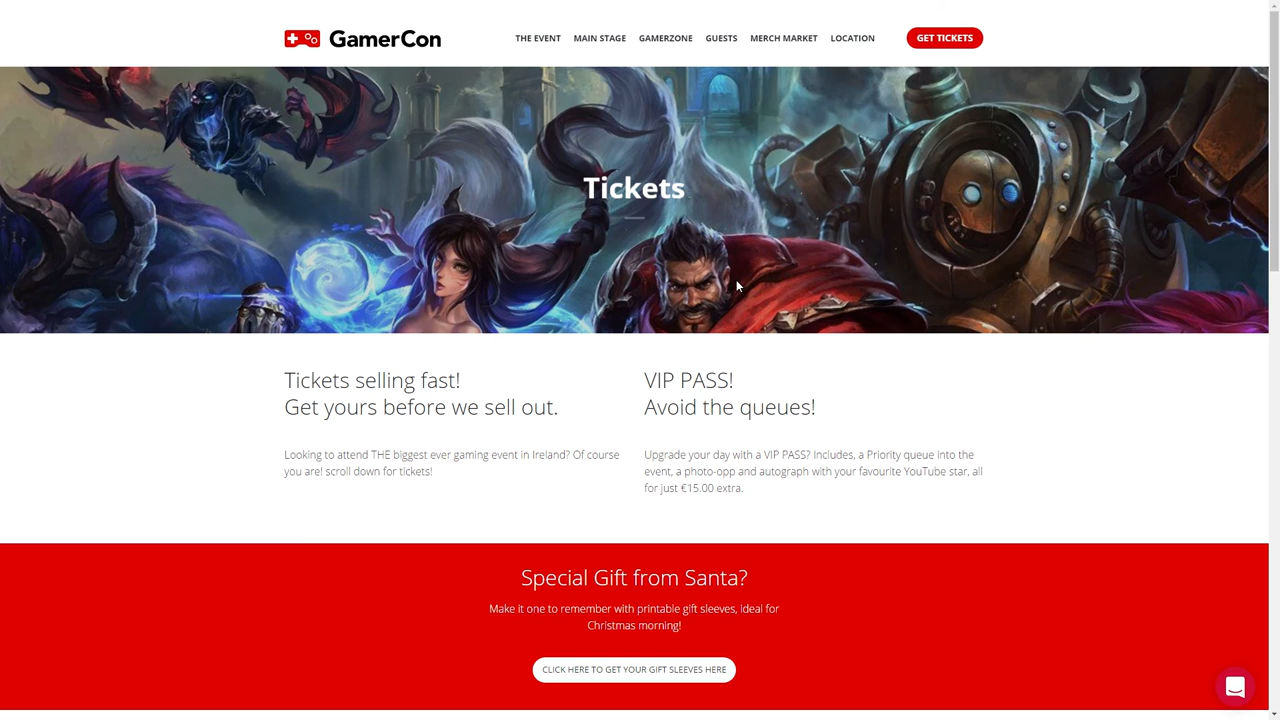 GamerCon
THE EVENT MAIN STAGE GAMERZONE GUESTS MERCH MARKET LOCATION GET TICKETS
Tickets
Tickets selling fast!
Get yours before we sell out.
Looking to attend THE biggest ever gaming event in Ireland? Of course
you are! scroll down for tickets!
VIP PASS!
Avoid the queues!
Upgrade your day with a VIP PASS? Includes, a Priority queue into the
event, a photo-opp and autograph with your favourite YouTube star, all
for just €15.00 extra.
Special Gift from Santa?
Make it one to remember with printable gift sleeves, ideal for
Christmas morning!
CLICK HERE TO GET YOUR GIFT SLEEVES HERE